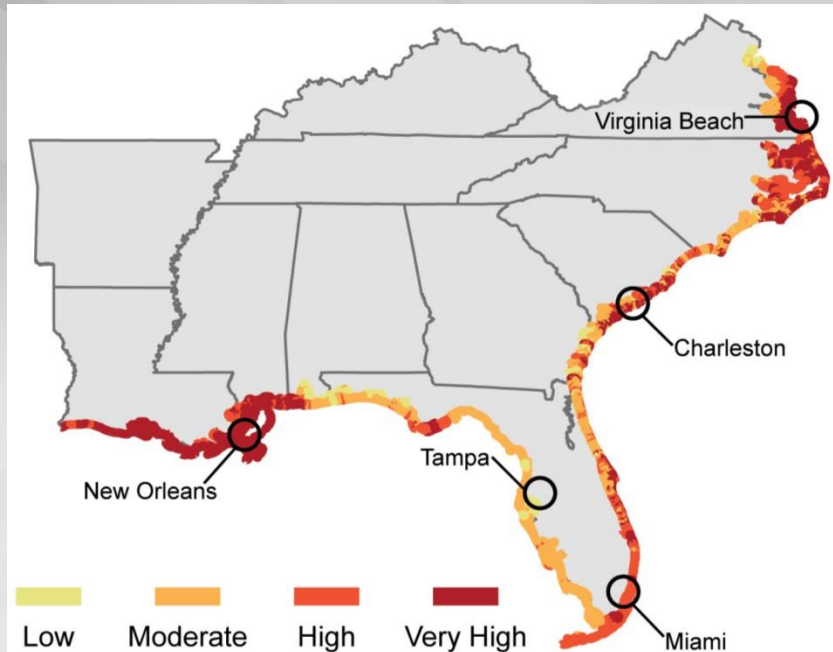 Virginia Beach
Charleston
Tampa
New Orleans
Miami
Low Moderate High Very High